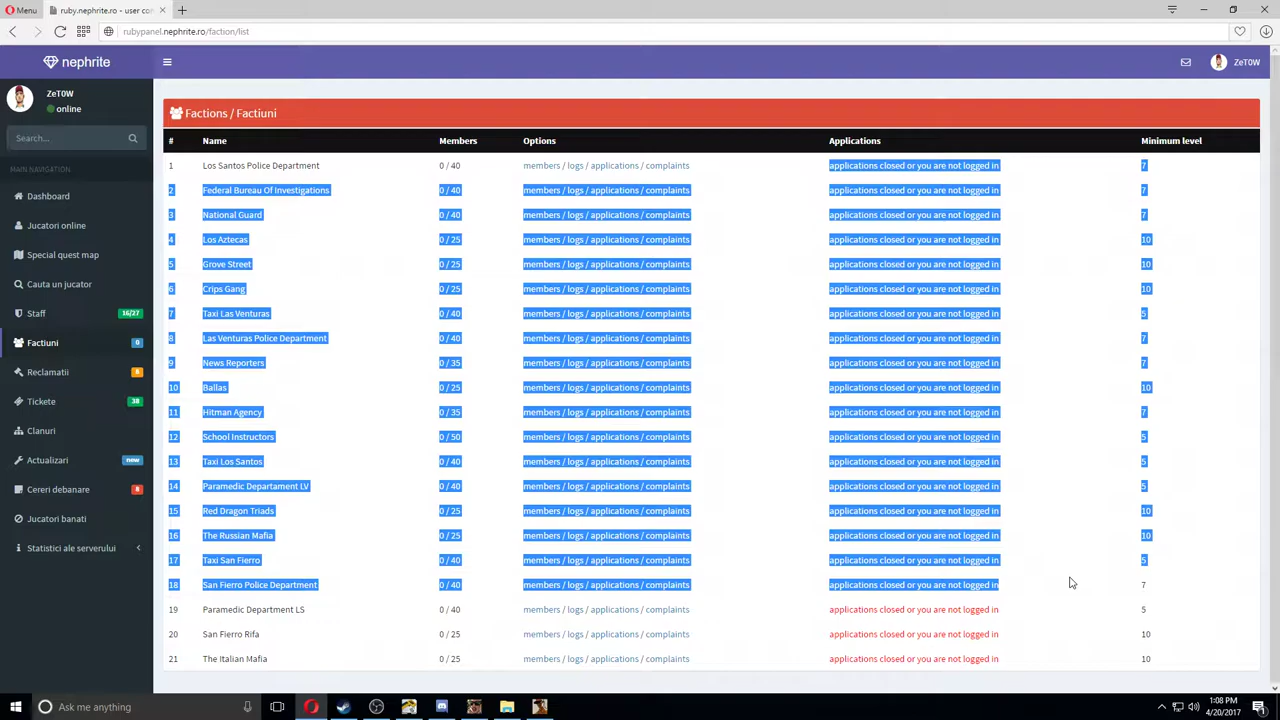 Menu
ruby.nephrite.ro - user co
rubypanel.nephrite.ro/faction/list
nephrite
ZeT0W
ZeT0W
online
Search...
MAIN NAVIGATION
Dashboard
Jucatori online
Special quest map
Cauta un jucator
Staff 16/27
Factiuni 0
Reclamatii 8
Tickete 38
Clanuri
Actualizari new
Cereri debanare 8
Jucatori banati
Statistici ale serverului
Factions / Factiuni
# Name Members Options Applications Minimum level
1 Los Santos Police Department 0 / 40 members / logs / applications / complaints applications closed or you are not logged in 7
2 Federal Bureau Of Investigations 0 / 40 members / logs / applications / complaints applications closed or you are not logged in 7
3 National Guard 0 / 40 members / logs / applications / complaints applications closed or you are not logged in 7
4 Los Aztecas 0 / 25 members / logs / applications / complaints applications closed or you are not logged in 10
5 Grove Street 0 / 25 members / logs / applications / complaints applications closed or you are not logged in 10
6 Crips Gang 0 / 25 members / logs / applications / complaints applications closed or you are not logged in 10
7 Taxi Las Venturas 0 / 40 members / logs / applications / complaints applications closed or you are not logged in 5
8 Las Venturas Police Department 0 / 40 members / logs / applications / complaints applications closed or you are not logged in 7
9 News Reporters 0 / 35 members / logs / applications / complaints applications closed or you are not logged in 7
10 Ballas 0 / 25 members / logs / applications / complaints applications closed or you are not logged in 10
11 Hitman Agency 0 / 35 members / logs / applications / complaints applications closed or you are not logged in 7
12 School Instructors 0 / 50 members / logs / applications / complaints applications closed or you are not logged in 5
13 Taxi Los Santos 0 / 40 members / logs / applications / complaints applications closed or you are not logged in 5
14 Paramedic Departament LV 0 / 40 members / logs / applications / complaints applications closed or you are not logged in 5
15 Red Dragon Triads 0 / 25 members / logs / applications / complaints applications closed or you are not logged in 10
16 The Russian Mafia 0 / 25 members / logs / applications / complaints applications closed or you are not logged in 10
17 Taxi San Fierro 0 / 40 members / logs / applications / complaints applications closed or you are not logged in 5
18 San Fierro Police Department 0 / 40 members / logs / applications / complaints applications closed or you are not logged in 7
19 Paramedic Department LS 0 / 40 members / logs / applications / complaints applications closed or you are not logged in 5
20 San Fierro Rifa 0 / 25 members / logs / applications / complaints applications closed or you are not logged in 10
21 The Italian Mafia 0 / 25 members / logs / applications / complaints applications closed or you are not logged in 10
Ask me anything
1:08 PM
4/20/2017